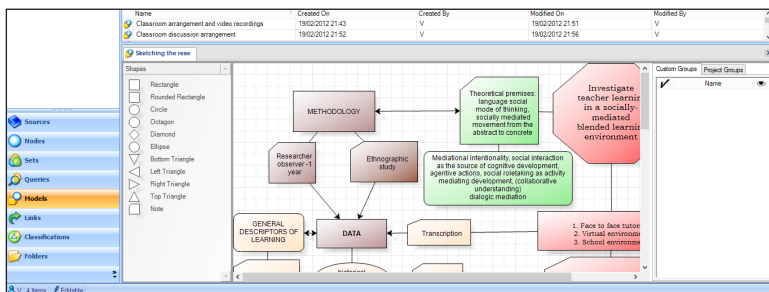 Name Created On Created By Modified On Modified By
Classroom arrangement and video recordings 19/02/2012 21:43 V 19/02/2012 21:51 V
Classroom discussion arrangement 19/02/2012 21:52 V 19/02/2012 21:56 V
Sketching the rese
Shapes
Rectangle
Rounded Rectangle
Circle
Octagon
Diamond
Ellipse
Bottom Triangle
Left Triangle
Right Triangle
Top Triangle
Note
Sources
Nodes
Sets
Queries
Models
Links
Classifications
Folders
METHODOLOGY
Theoretical premises:
language social
mode of thinking,
socially mediated
movement from the
abstract to concrete
Investigate
teacher learnin
in a socially-
mediated
blended learnin
environment
Researcher
observer -1
year
Ethnographic
study
Mediational intentionality, social interaction
as the source of cognitive development,
agentive actions, social roletaking as activity
mediating development, (collaborative
understanding)
dialogic mediation
GENERAL
DESCRIPTORS OF
LEARNING
DATA
Transcription
1. Face to face tutor
2. Virtual environme
3. School environme
historical
Custom Groups Project Groups
Name
V 4 Items Editable